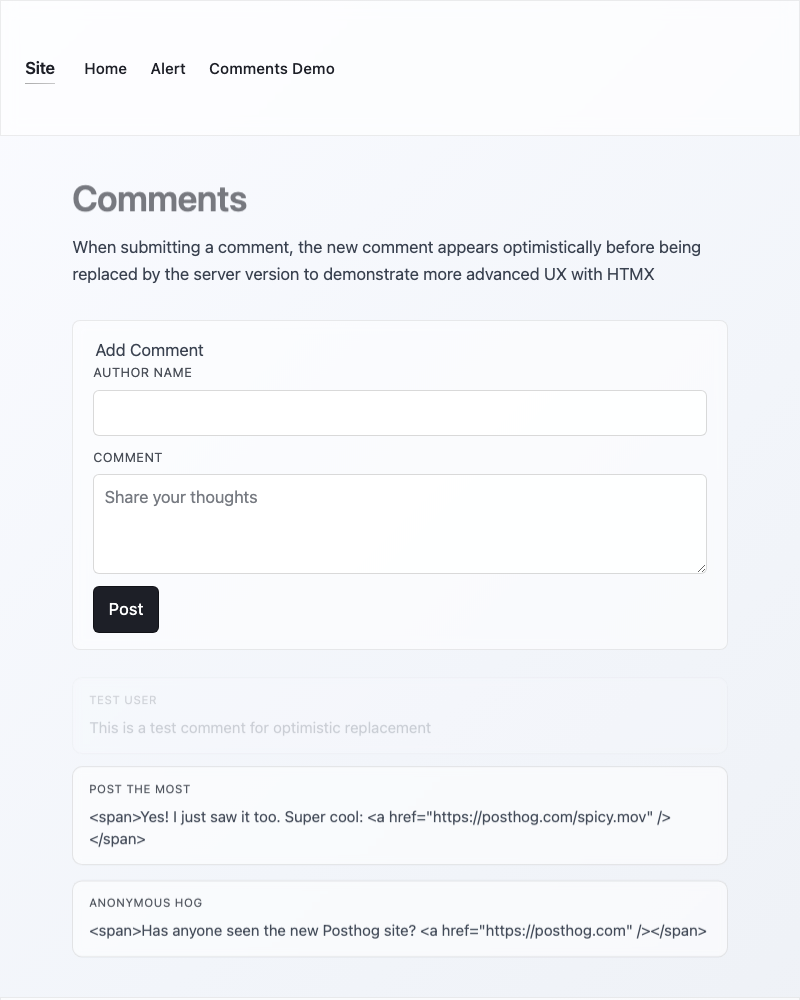 Site Home Alert Comments Demo
Comments
When submitting a comment, the new comment appears optimistically before being
replaced by the server version to demonstrate more advanced UX with HTMX
Add Comment
AUTHOR NAME
COMMENT
Share your thoughts
Post
TEST USER
This is a test comment for optimistic replacement
POST THE MOST
<span>Yes! I just saw it too. Super cool: <a href="https://posthog.com/spicy.mov" />
</span>
ANONYMOUS HOG
<span>Has anyone seen the new Posthog site? <a href="https://posthog.com" /></span>